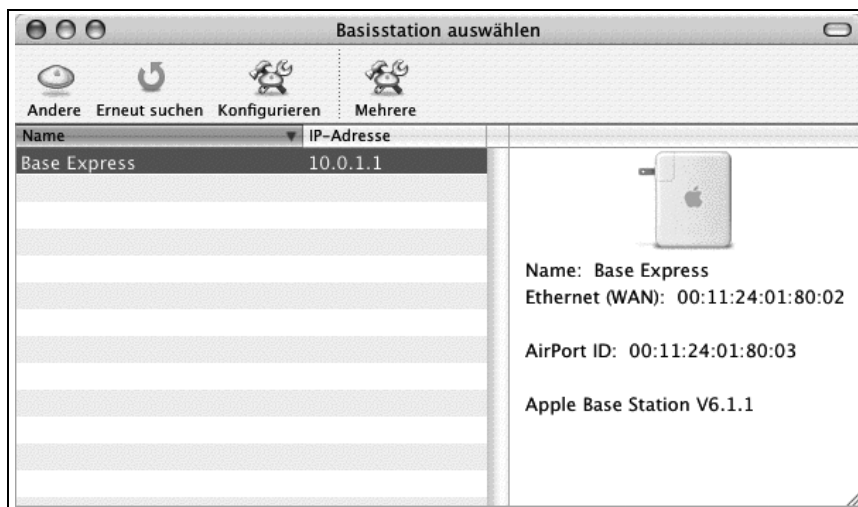 Basisstation auswählen
Andere Erneut suchen Konfigurieren Mehrere
Name IP-Adresse
Base Express 10.0.1.1
Name: Base Express
Ethernet (WAN): 00:11:24:01:80:02
AirPort ID: 00:11:24:01:80:03
Apple Base Station V6.1.1